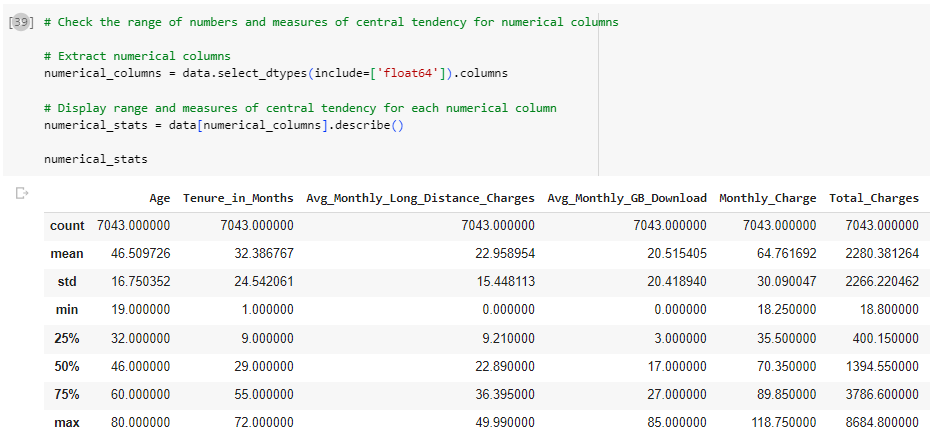 [39] # Check the range of numbers and measures of central tendency for numerical columns
# Extract numerical columns
numerical_columns = data.select_dtypes(include=['float64']).columns
# Display range and measures of central tendency for each numerical column
numerical_stats = data[numerical_columns].describe()
numerical_stats
Age Tenure_in_Months Avg_Monthly_Long_Distance_Charges Avg_Monthly_GB_Download Monthly_Charge Total_Charges
count 7043.000000 7043.000000 7043.000000 7043.000000 7043.000000 7043.000000
mean 46.509726 32.386767 22.958954 20.515405 64.761692 2280.381264
std 16.750352 24.542061 15.448113 20.418940 30.090047 2266.220462
min 19.000000 1.000000 0.000000 0.000000 18.250000 18.800000
25% 32.000000 9.000000 9.210000 3.000000 35.500000 400.150000
50% 46.000000 29.000000 22.890000 17.000000 70.350000 1394.550000
75% 60.000000 55.000000 36.395000 27.000000 89.850000 3786.600000
max 80.000000 72.000000 49.990000 85.000000 118.750000 8684.800000